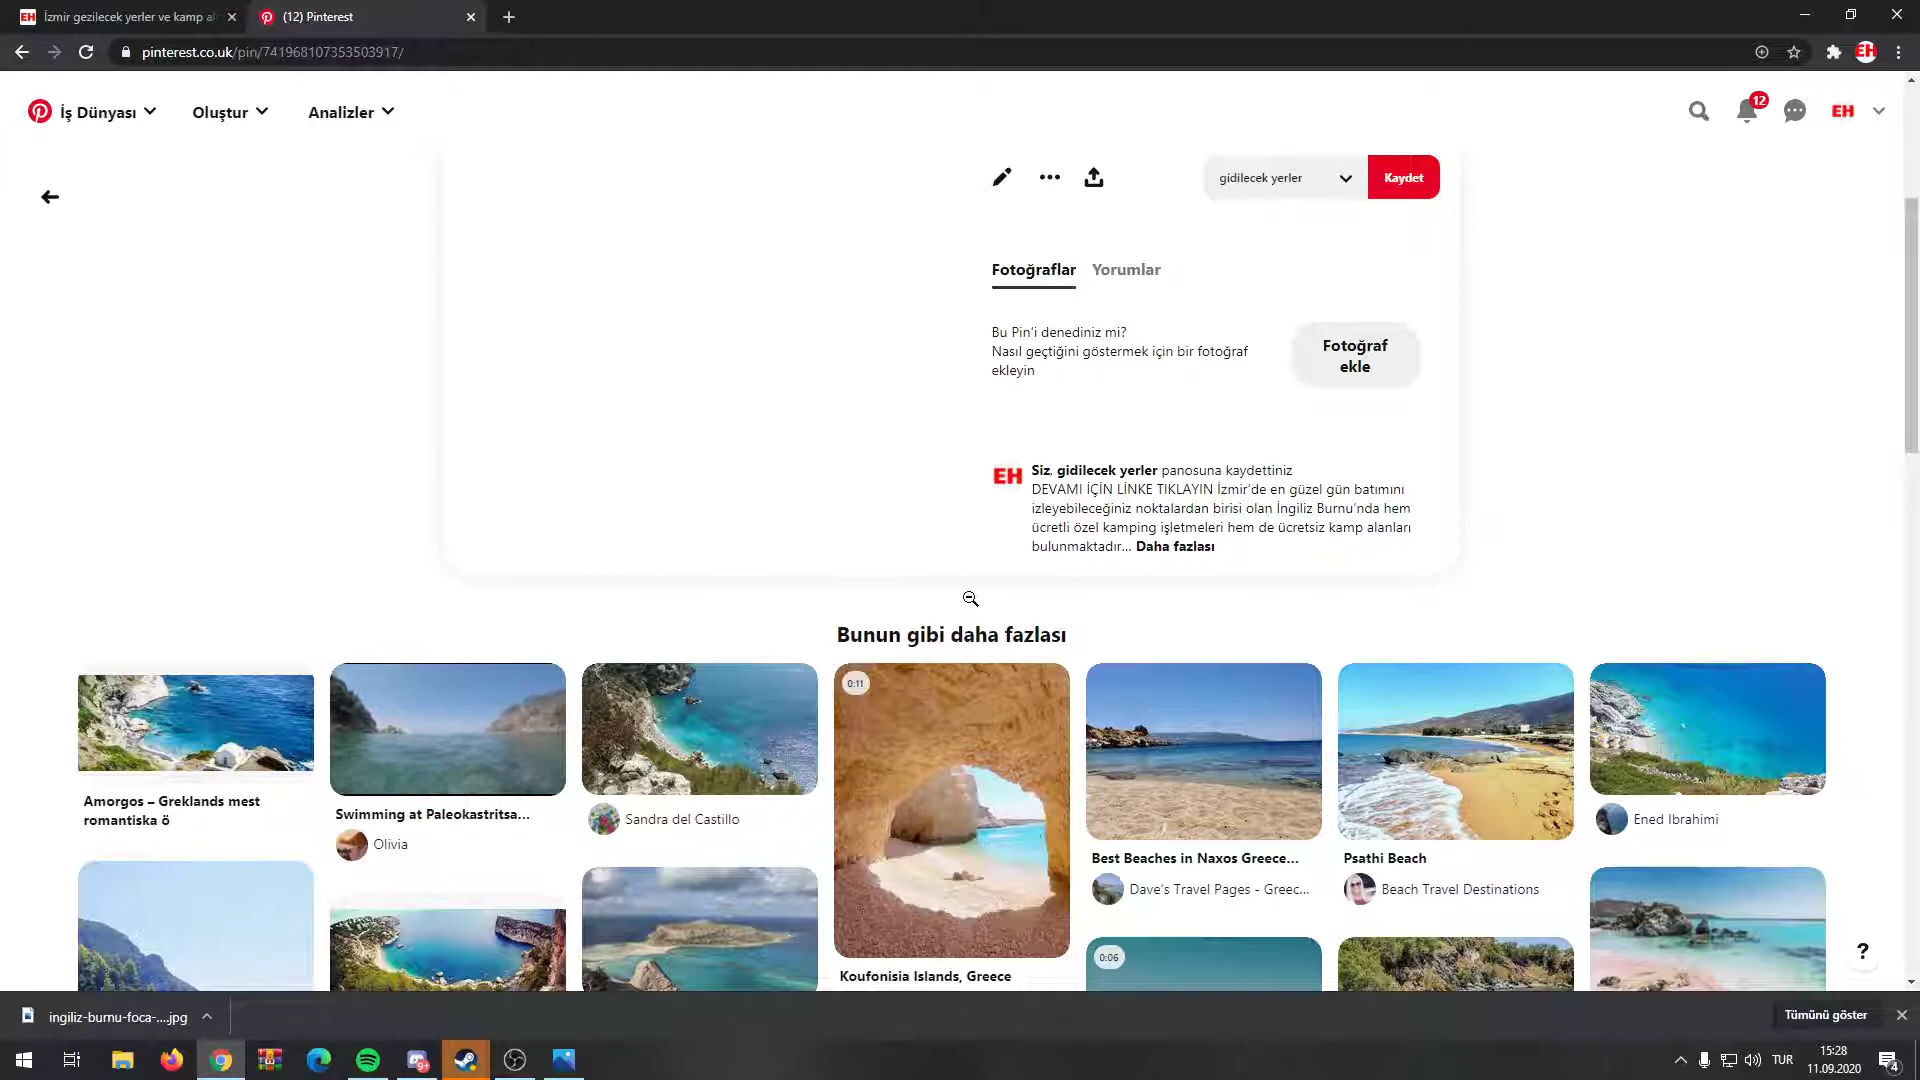 EH İzmir gezilecek yerler ve kamp al
(12) Pinterest
pinterest.co.uk/pin/741968107353503917/
EH
İş Dünyası
Oluştur
Analizler
12
EH
gidilecek yerler
Kaydet
Fotoğraflar
Yorumlar
Bu Pin'i denediniz mi?
Nasıl geçtiğini göstermek için bir fotoğraf
ekleyin
Fotoğraf
ekle
EH
Siz, gidilecek yerler panosuna kaydettiniz
DEVAMI İÇİN LİNKE TIKLAYIN İzmir'de en güzel gün batımını
izleyebileceğiniz noktalardan birisi olan İngiliz Burnu'nda hem
ücretli özel kamping işletmeleri hem de ücretsiz kamp alanları
bulunmaktadır... Daha fazlası
Bunun gibi daha fazlası
0:11
Amorgos – Greklands mest
romantiska ö
Swimming at Paleokastritsa...
Olivia
Sandra del Castillo
Koufonisia Islands, Greece
Best Beaches in Naxos Greece...
Dave's Travel Pages - Greec...
0:06
Psathi Beach
Beach Travel Destinations
Ened Ibrahimi
?
ingiliz-burnu-foca-....jpg
Tümünü göster
9+
TUR
15:28
11.09.2020
4